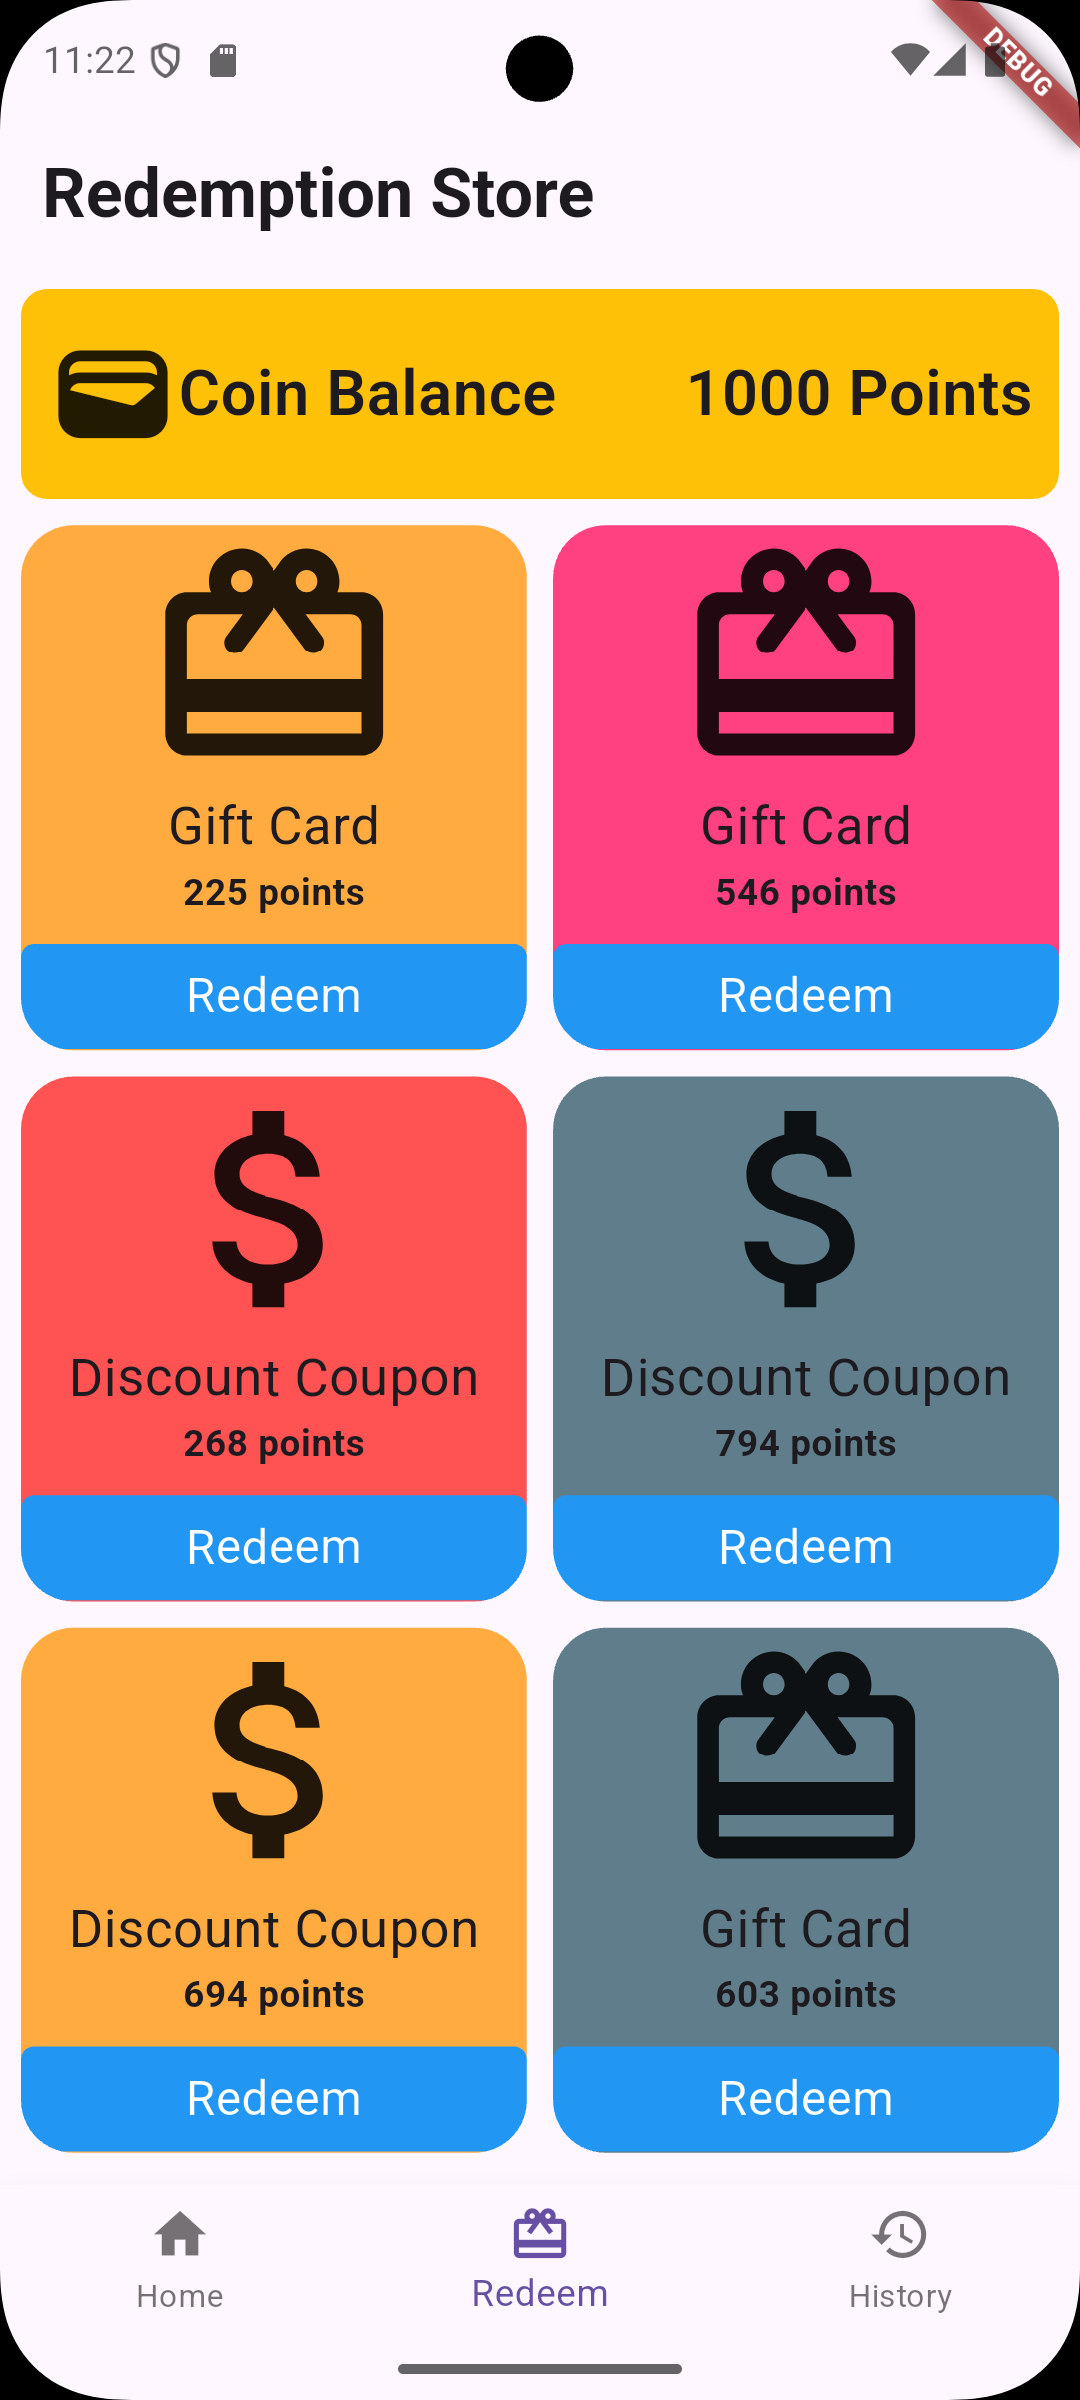 11:22
DEBUG
Redemption Store
Coin Balance 1000 Points
Gift Card Gift Card
225 points 546 points
Redeem Redeem
Discount Coupon Discount Coupon
268 points 794 points
Redeem Redeem
Discount Coupon Gift Card
694 points 603 points
Redeem Redeem
Home Redeem History